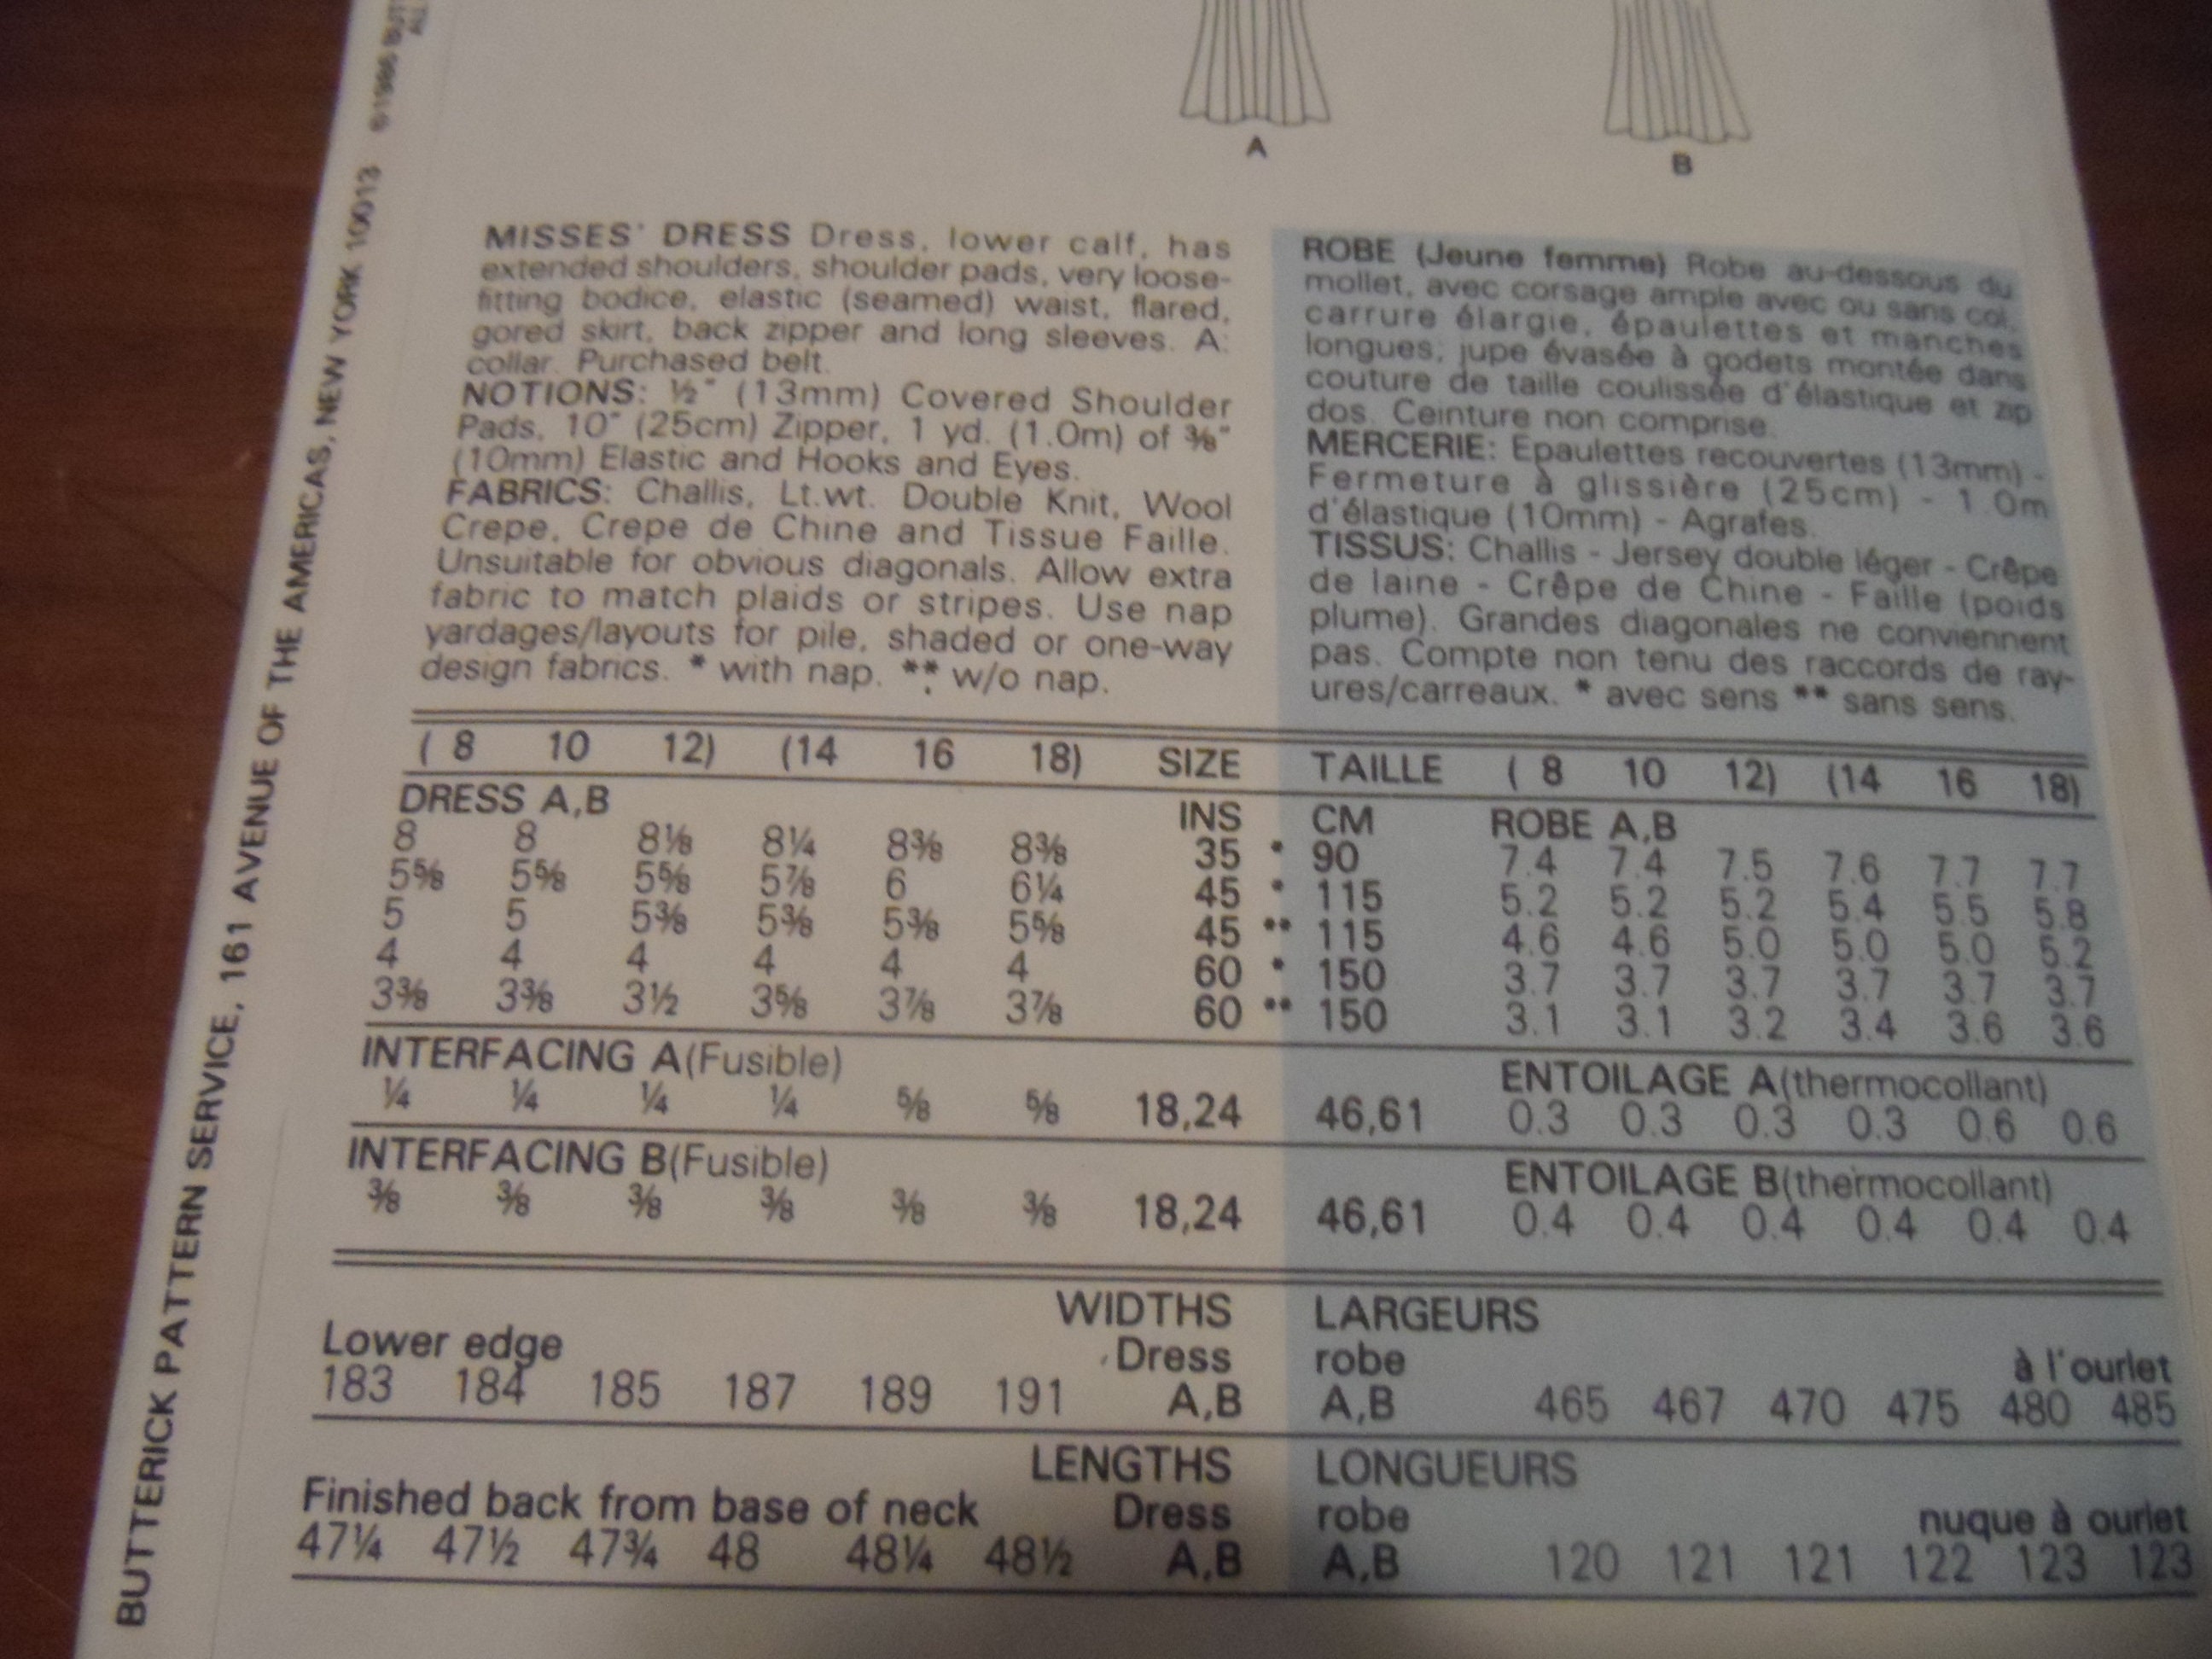 BUTTERICK PATTERN SERVICE, 161 AVENUE OF THE AMERICAS, NEW YORK 10013 ©1986
A
B
MISSES' DRESS Dress, lower calf, has
extended shoulders, shoulder pads, very loose-
fitting bodice, elastic (seamed) waist, flared,
gored skirt, back zipper and long sleeves. A:
collar. Purchased belt.
NOTIONS: ½" (13mm) Covered Shoulder
Pads, 10" (25cm) Zipper, 1 yd. (1.0m) of ⅜"
(10mm) Elastic and Hooks and Eyes.
FABRICS: Challis, Lt.wt. Double Knit, Wool
Crepe, Crepe de Chine and Tissue Faille.
Unsuitable for obvious diagonals. Allow extra
fabric to match plaids or stripes. Use nap
yardages/layouts for pile, shaded or one-way
design fabrics. * with nap. ** w/o nap.
ROBE (Jeune femme) Robe au-dessous du
mollet, avec corsage ample avec ou sans col,
carrure élargie, épaulettes et manches
longues; jupe évasée à godets montée dans
couture de taille coulissée d'élastique et zip
dos. Ceinture non comprise.
MERCERIE: Epaulettes recouvertes (13mm) -
Fermeture à glissière (25cm) - 1.0m
d'élastique (10mm) - Agrafes.
TISSUS: Challis - Jersey double léger - Crêpe
de laine - Crêpe de Chine - Faille (poids
plume). Grandes diagonales ne conviennent
pas. Compte non tenu des raccords de ray-
ures/carreaux. * avec sens ** sans sens.
( 8 10 12) (14 16 18) SIZE TAILLE ( 8 10 12) (14 16 18)
DRESS A,B INS CM ROBE A,B
8 8 8⅛ 8¼ 8⅜ 8⅜ 35 * 90 7.4 7.4 7.5 7.6 7.7 7.7
5⅝ 5⅝ 5⅝ 5⅞ 6 6¼ 45 * 115 5.2 5.2 5.2 5.4 5.5 5.8
5 5 5⅜ 5⅜ 5⅜ 5⅝ 45 ** 115 4.6 4.6 5.0 5.0 5.0 5.2
4 4 4 4 4 4 60 * 150 3.7 3.7 3.7 3.7 3.7 3.7
3⅜ 3⅜ 3½ 3⅝ 3⅞ 3⅞ 60 ** 150 3.1 3.1 3.2 3.4 3.6 3.6
INTERFACING A(Fusible) ENTOILAGE A(thermocollant)
¼ ¼ ¼ ¼ ⅝ ⅝ 18,24 46,61 0.3 0.3 0.3 0.3 0.6 0.6
INTERFACING B(Fusible) ENTOILAGE B(thermocollant)
⅜ ⅜ ⅜ ⅜ ⅜ ⅜ 18,24 46,61 0.4 0.4 0.4 0.4 0.4 0.4
WIDTHS LARGEURS
Lower edge Dress robe à l'ourlet
183 184 185 187 189 191 A,B A,B 465 467 470 475 480 485
LENGTHS LONGUEURS
Finished back from base of neck Dress robe nuque à ourlet
47¼ 47½ 47¾ 48 48¼ 48½ A,B A,B 120 121 121 122 123 123